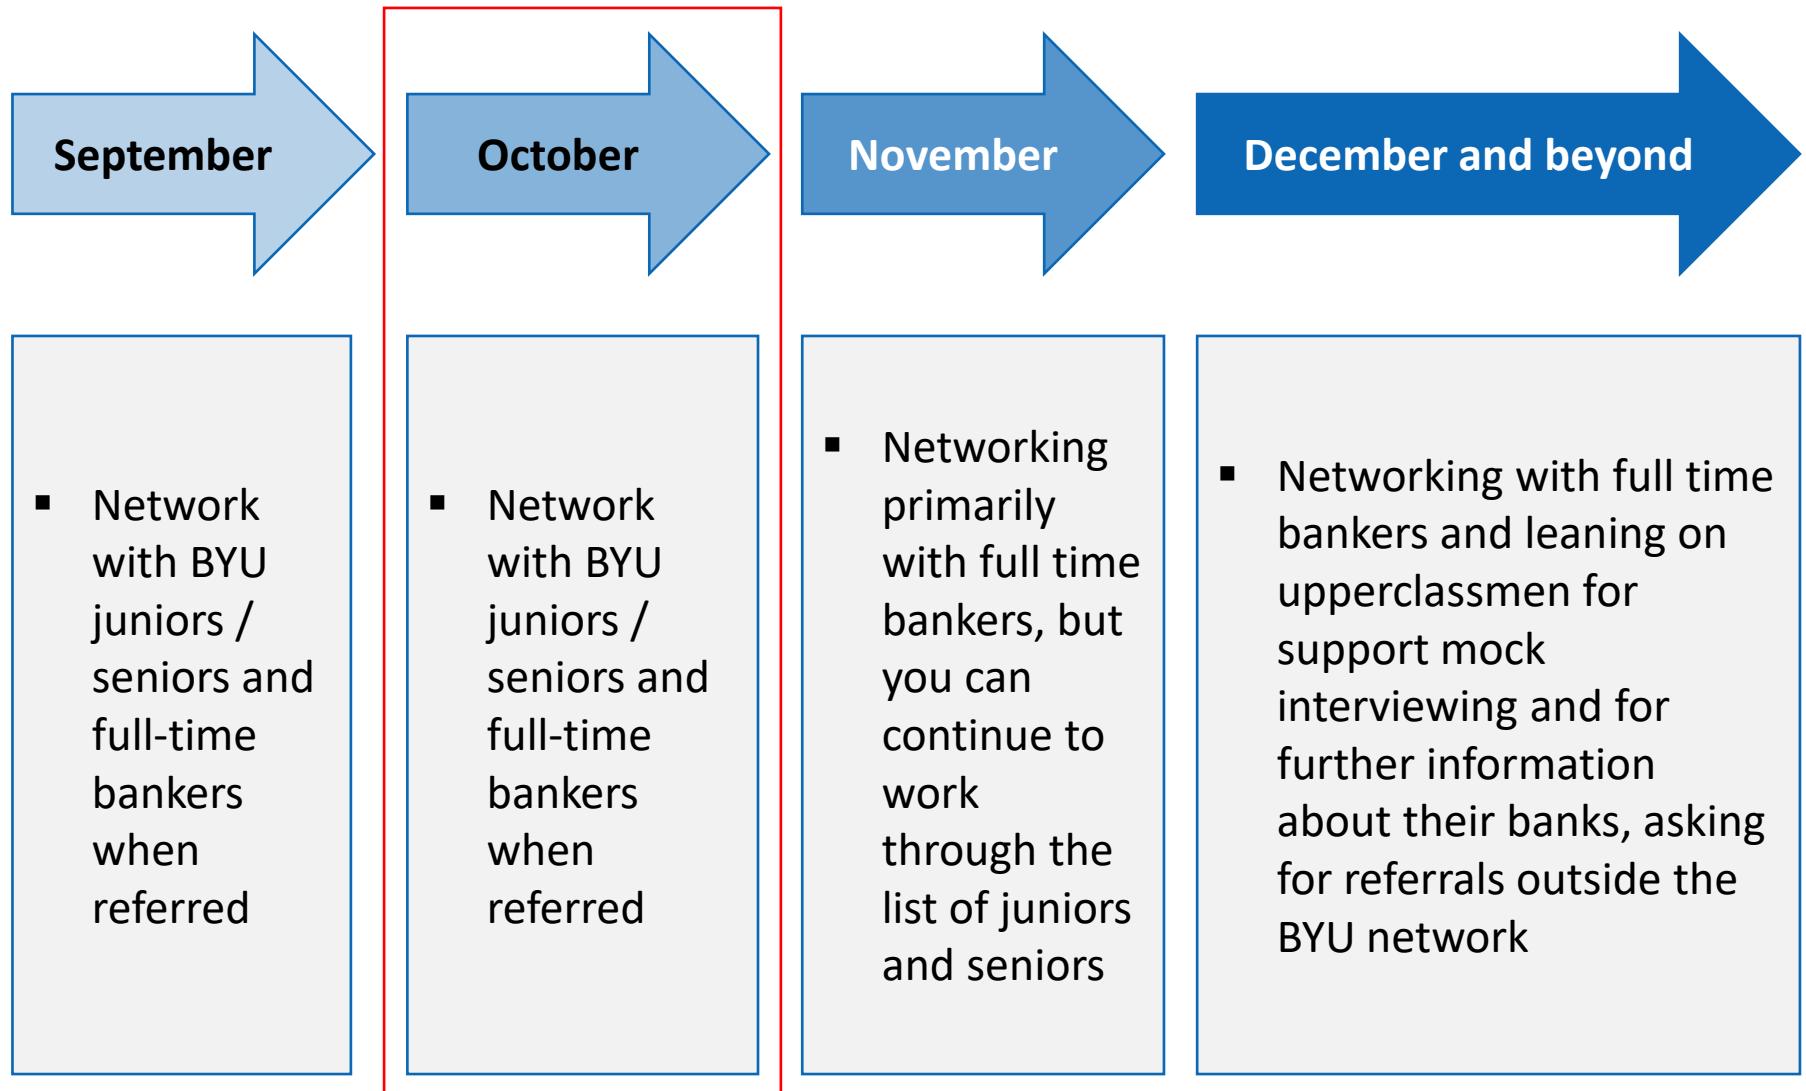 September
October
November
December and beyond
▪ Network
with BYU
juniors /
seniors and
full-time
bankers
when
referred
▪ Network
with BYU
juniors /
seniors and
full-time
bankers
when
referred
▪ Networking
primarily
with full time
bankers, but
you can
continue to
work
through the
list of juniors
and seniors
▪ Networking with full time
bankers and leaning on
upperclassmen for
support mock
interviewing and for
further information
about their banks, asking
for referrals outside the
BYU network